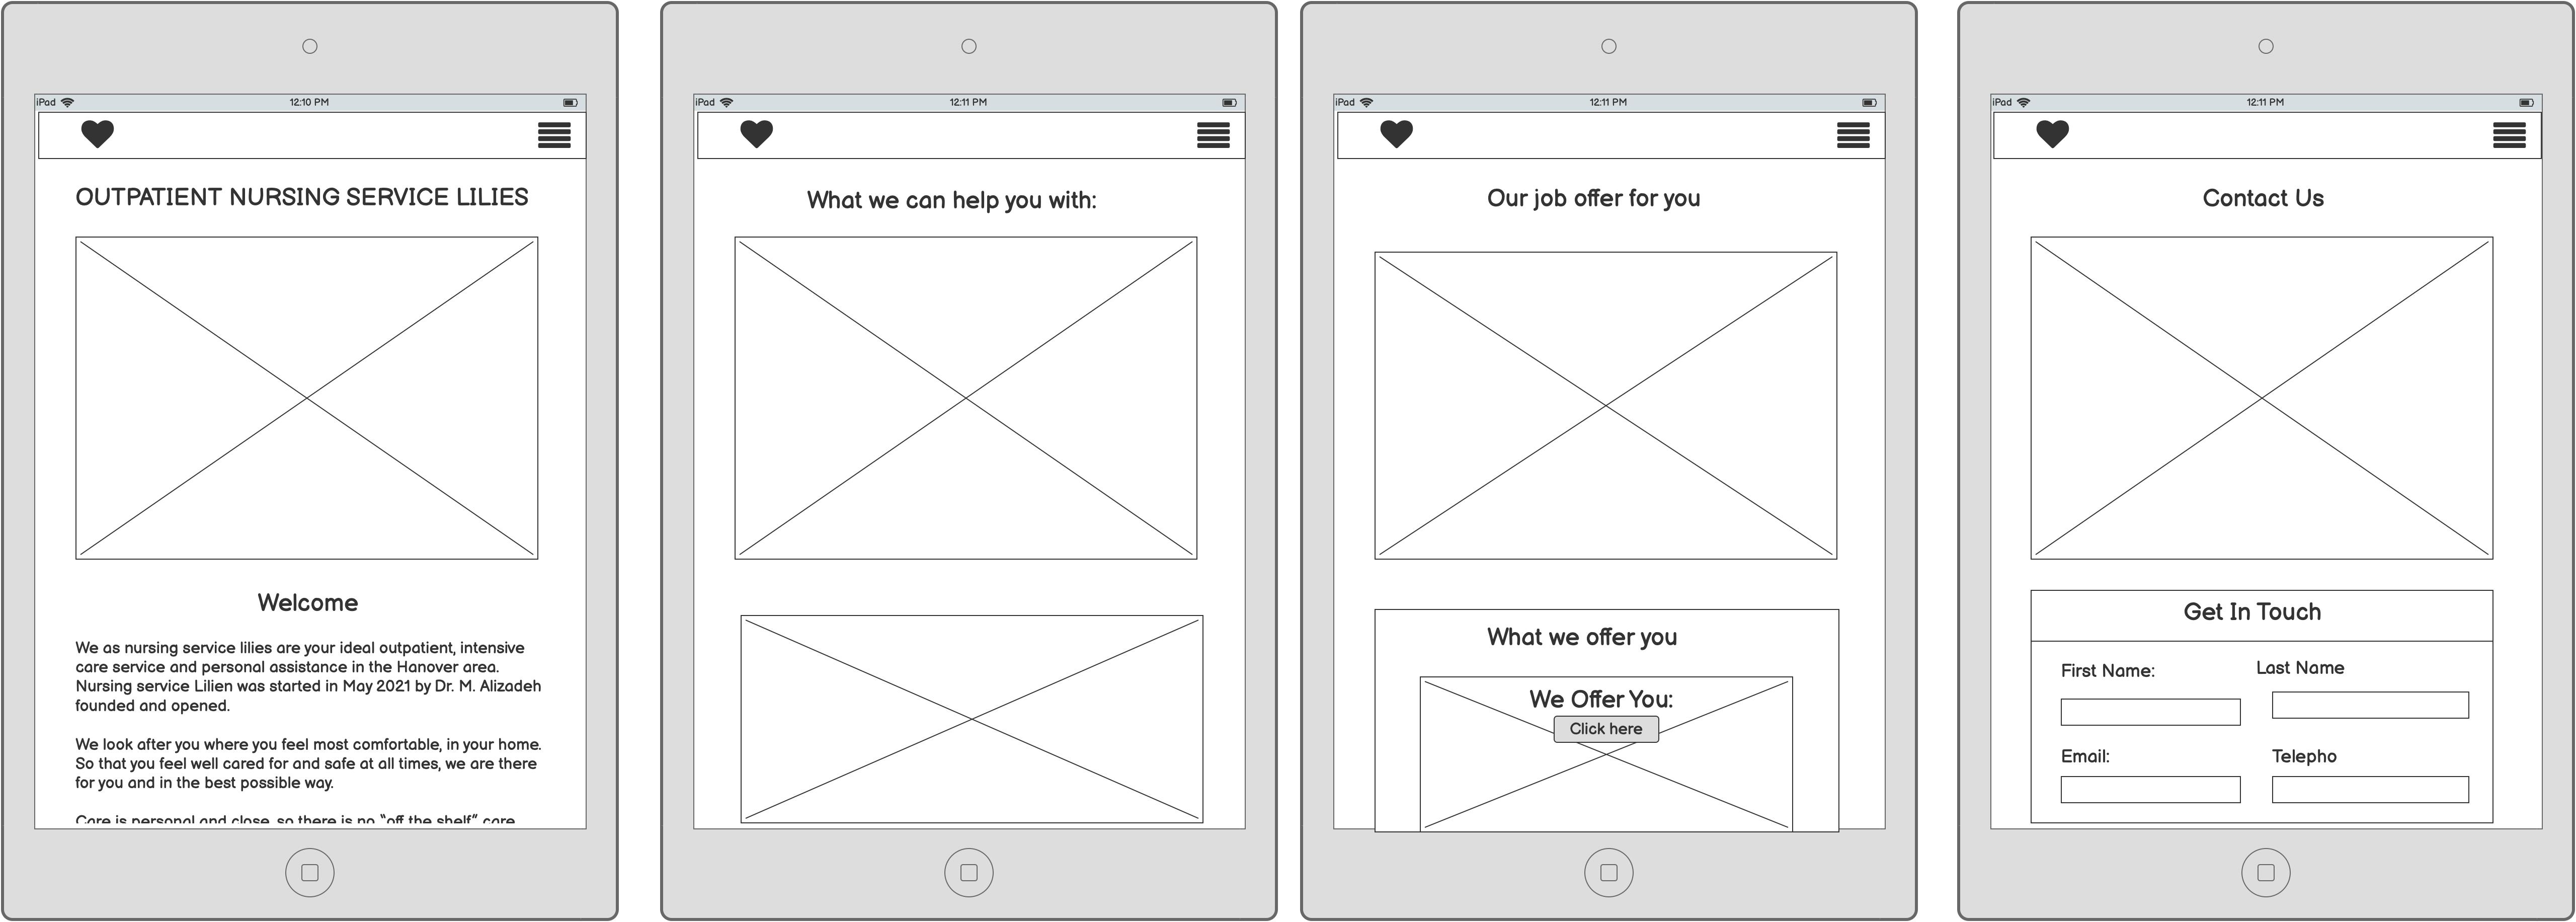 iPad
12:10 PM
OUTPATIENT NURSING SERVICE LILIES
Welcome
We as nursing service lilies are your ideal outpatient, intensive
care service and personal assistance in the Hanover area.
Nursing service Lilien was started in May 2021 by Dr. M. Alizadeh
founded and opened.
We look after you where you feel most comfortable, in your home.
So that you feel well cared for and safe at all times, we are there
for you and in the best possible way.
Care is personal and close, so there is no "off the shelf" care
iPad
12:11 PM
What we can help you with:
iPad
12:11 PM
Our job offer for you
What we offer you
We Offer You:
Click here
iPad
12:11 PM
Contact Us
Get In Touch
First Name:
Last Name
Email:
Telepho